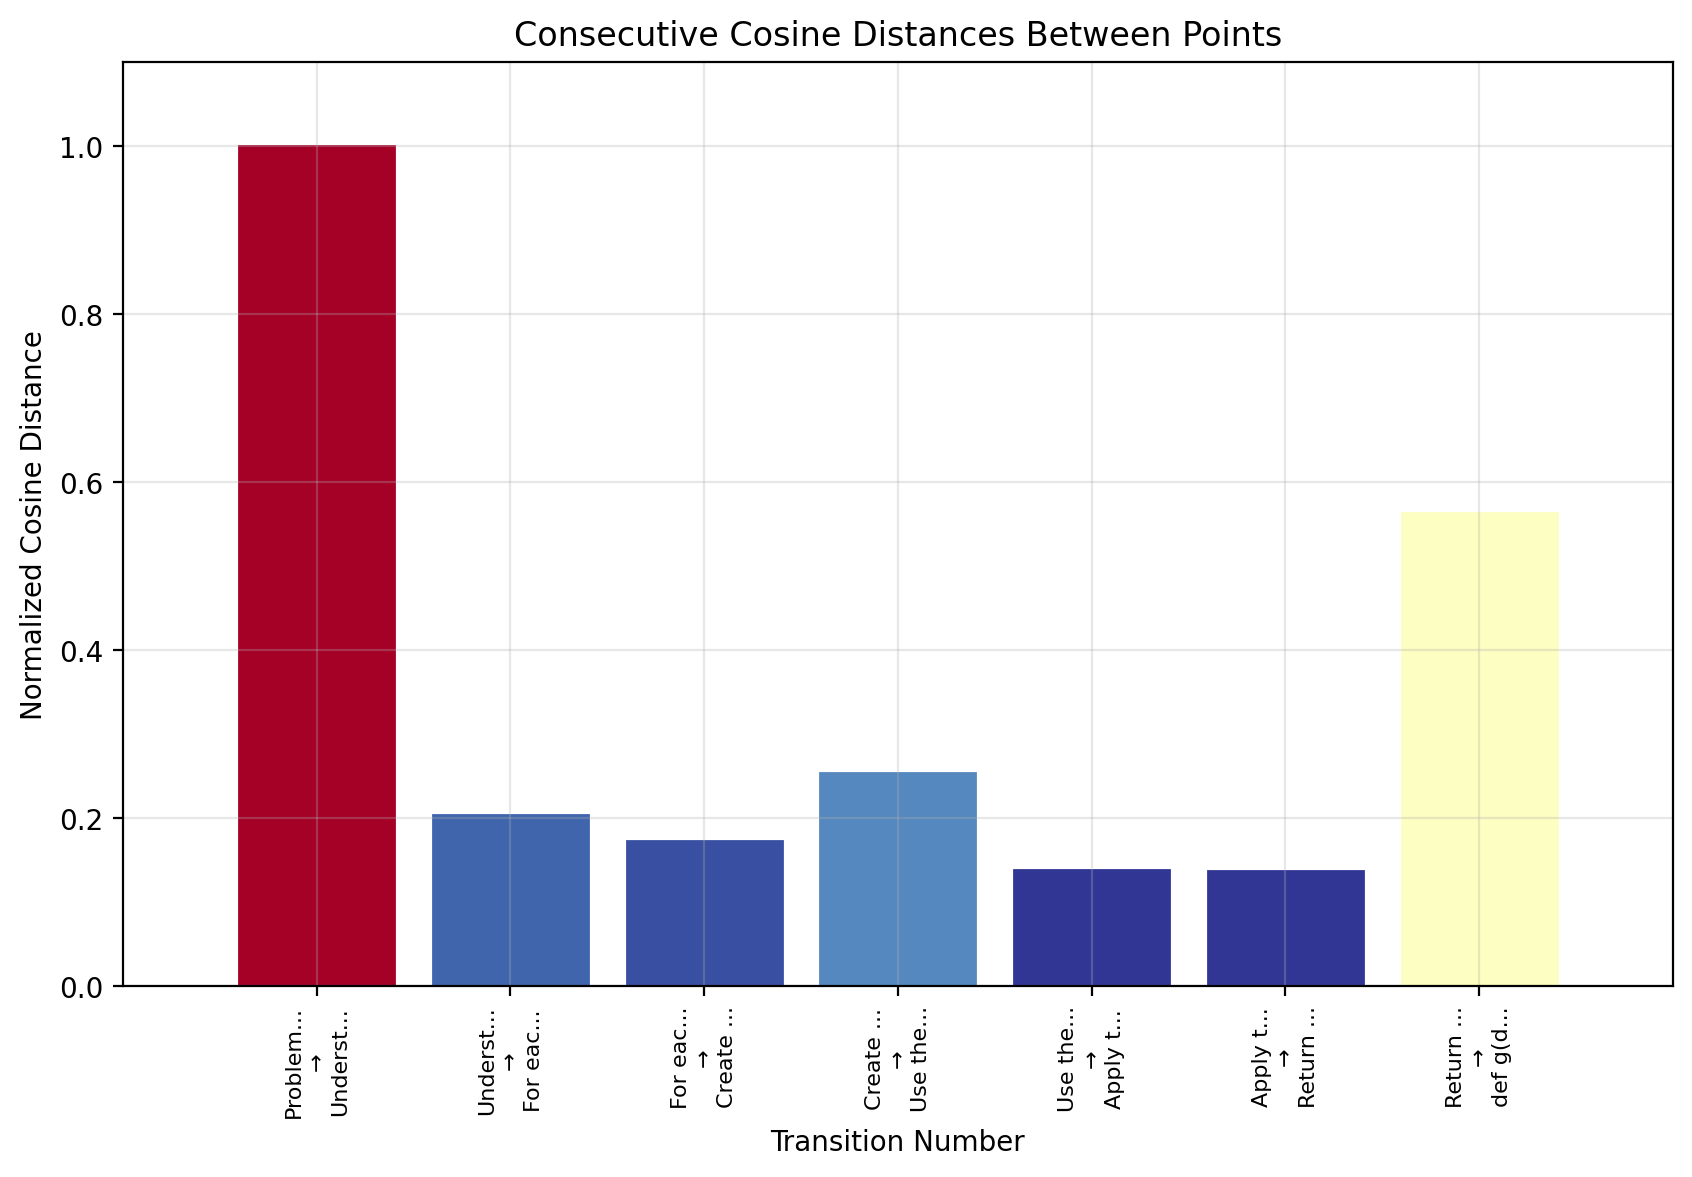 Consecutive Cosine Distances Between Points
Normalized Cosine Distance
1.0
0.8
0.6
0.4
0.2
0.0
Problem...
→
Underst...
Underst...
→
For eac...
For eac...
→
Create ...
Create ...
→
Use the...
Use the...
→
Apply t...
Apply t...
→
Return ...
Return ...
→
def g(d...
Transition Number